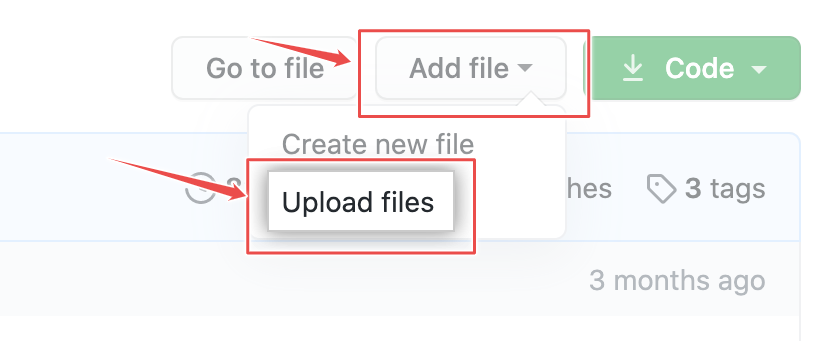 Go to file
Add file
Code
Create new file
Upload files
hes
3 tags
3 months ago